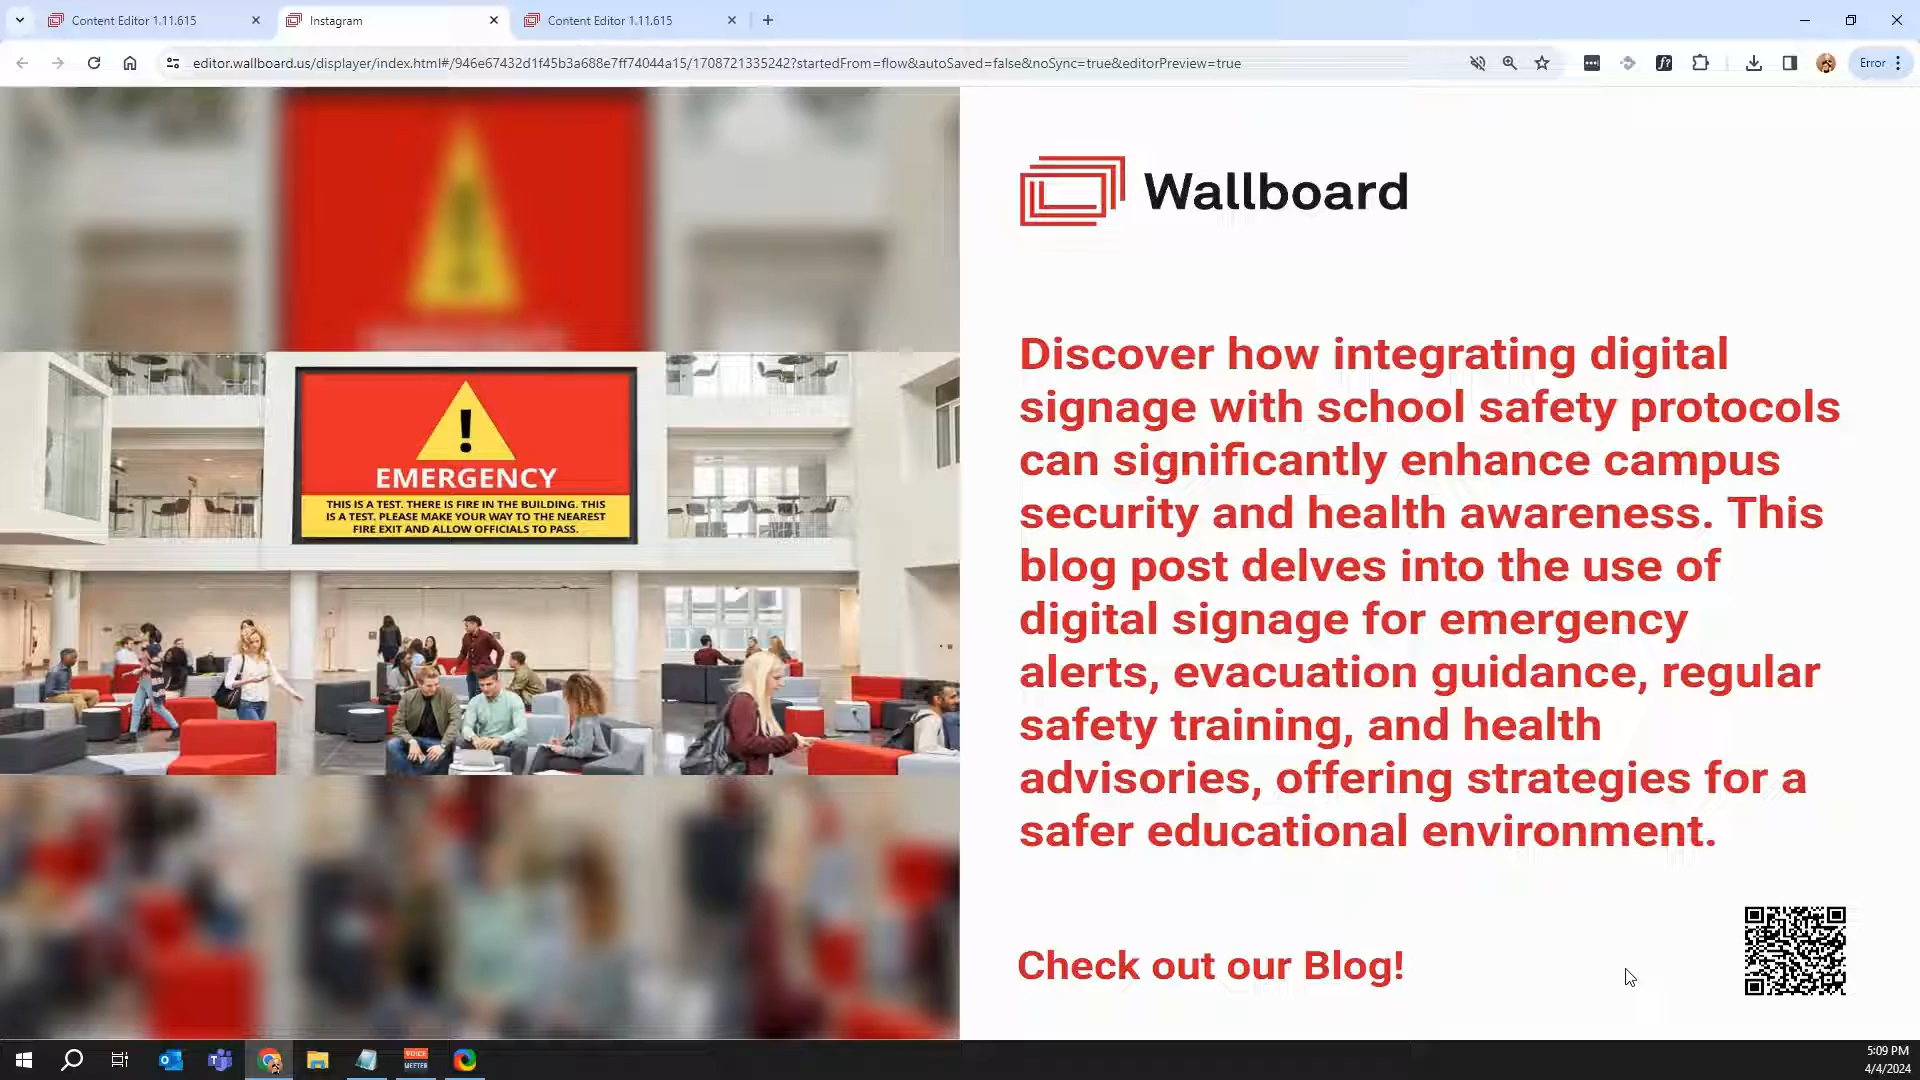 Content Editor 1.11.615
Instagram
Content Editor 1.11.615
editor.wallboard.us/displayer/index.html#/946e67432d1f45b3a688e7ff74044a15/1708721335242?startedFrom=flow&autoSaved=false&noSync=true&editorPreview=true
f?
Error
EMERGENCY
THIS IS A TEST. THERE IS FIRE IN THE BUILDING. THIS
IS A TEST. PLEASE MAKE YOUR WAY TO THE NEAREST
FIRE EXIT AND ALLOW OFFICIALS TO PASS.
Wallboard
Discover how integrating digital
signage with school safety protocols
can significantly enhance campus
security and health awareness. This
blog post delves into the use of
digital signage for emergency
alerts, evacuation guidance, regular
safety training, and health
advisories, offering strategies for a
safer educational environment.
Check out our Blog!
VOICE
MEETER
5:09 PM
4/4/2024